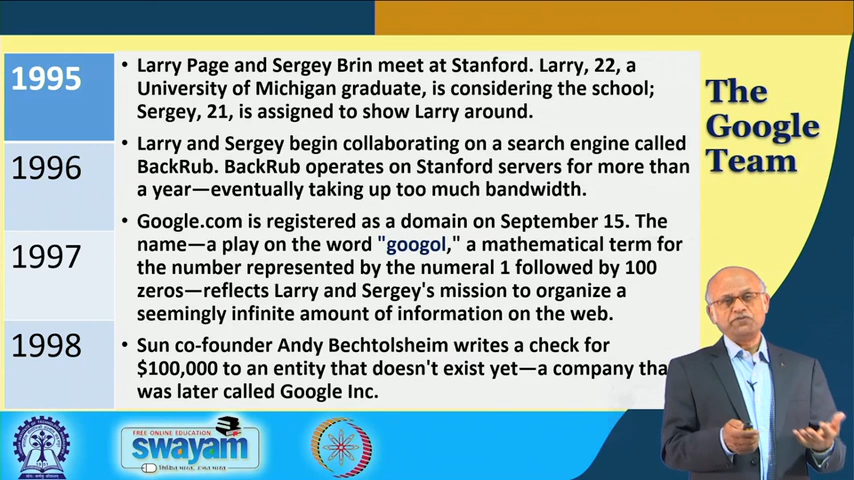 1995
• Larry Page and Sergey Brin meet at Stanford. Larry, 22, a
University of Michigan graduate, is considering the school;
Sergey, 21, is assigned to show Larry around.
1996
• Larry and Sergey begin collaborating on a search engine called
BackRub. BackRub operates on Stanford servers for more than
a year—eventually taking up too much bandwidth.
1997
• Google.com is registered as a domain on September 15. The
name—a play on the word "googol," a mathematical term for
the number represented by the numeral 1 followed by 100
zeros—reflects Larry and Sergey's mission to organize a
seemingly infinite amount of information on the web.
1998
• Sun co-founder Andy Bechtolsheim writes a check for
$100,000 to an entity that doesn't exist yet—a company tha
was later called Google Inc.
The
Google
Team
FREE ONLINE EDUCATION
swayam